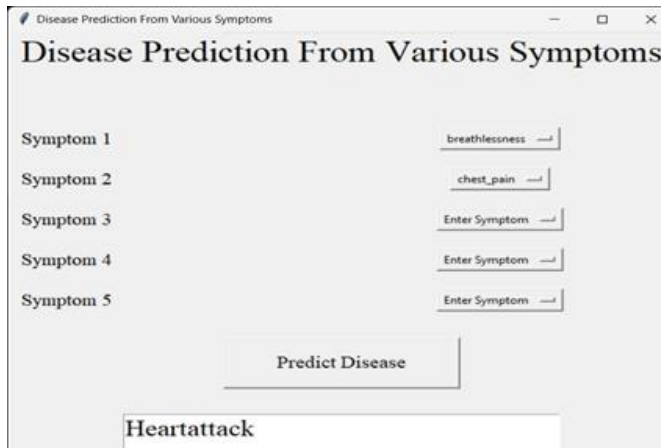 Disease Prediction From Various Symptoms
Disease Prediction From Various Symptoms
Symptom 1 breathlessness
Symptom 2 chest_pain
Symptom 3 Enter Symptom
Symptom 4 Enter Symptom
Symptom 5 Enter Symptom
Predict Disease
Heartattack